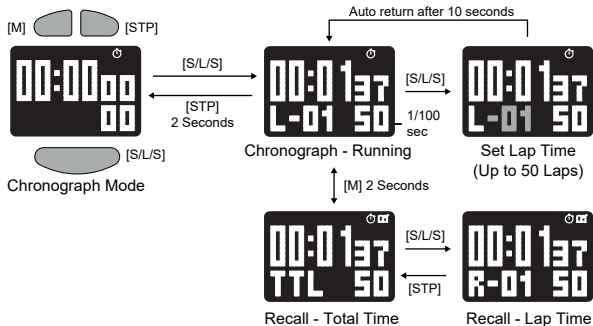 [M]
[STP]
Auto return after 10 seconds
00:00 00
00
[S/L/S]
[STP]
2 Seconds
00:01 37
L-01 50
1/100
sec
[S/L/S]
00:01 37
L-01 50
[S/L/S]
Chronograph Mode
Chronograph - Running
Set Lap Time
(Up to 50 Laps)
[M] 2 Seconds
00:01 37
TTL 50
[S/L/S]
[STP]
00:01 37
R-01 50
Recall - Total Time
Recall - Lap Time